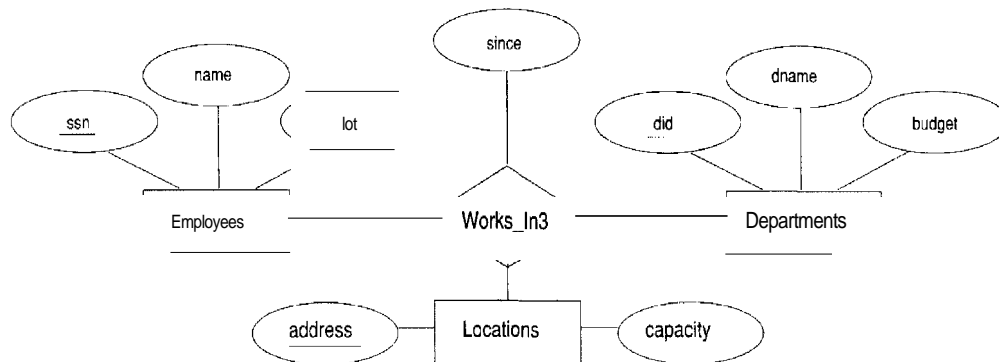 since
name
dname
ssn
lot
did
budget
Employees
Works_In3
Departments
address
Locations
capacity